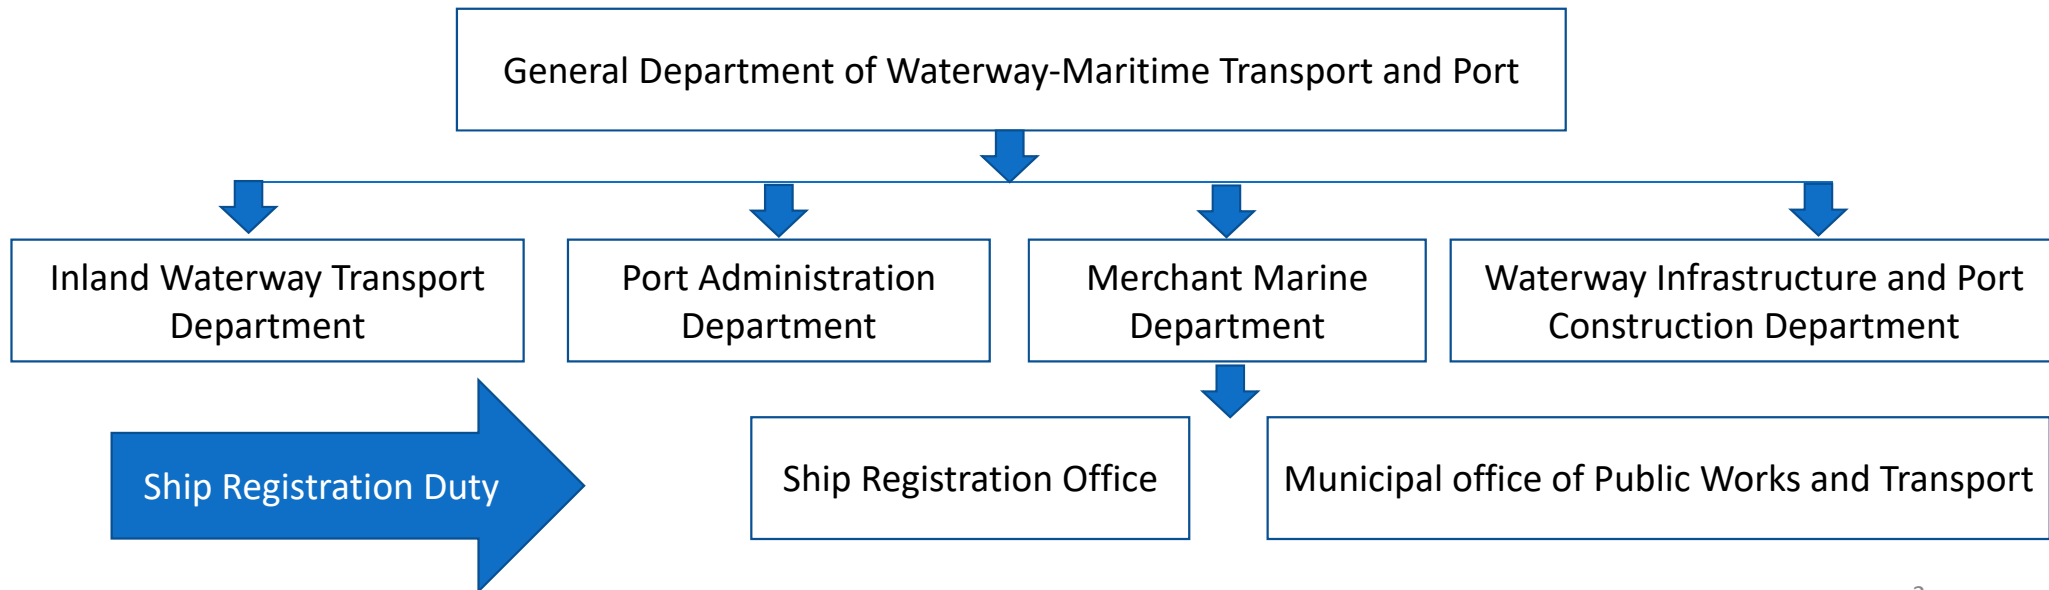 General Department of Waterway-Maritime Transport and Port
Inland Waterway Transport
Department
Port Administration
Department
Merchant Marine
Department
Waterway Infrastructure and Port
Construction Department
Ship Registration Duty
Ship Registration Office
Municipal office of Public Works and Transport